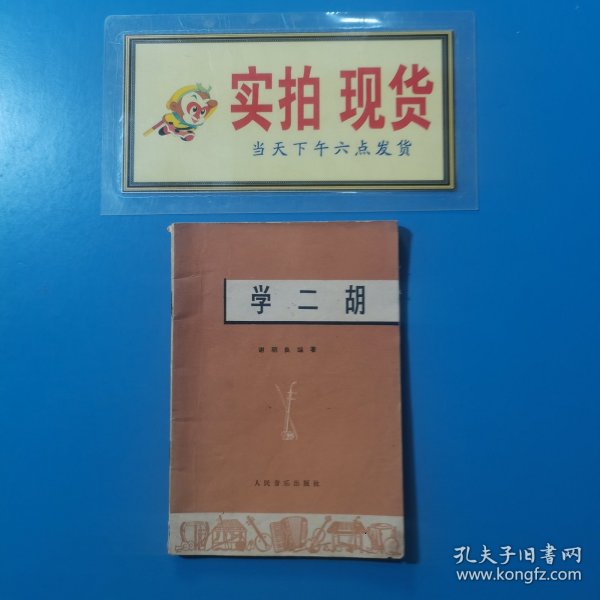 实拍 现货
当天下午六点发货
学二胡
谢明良编著
人民音乐出版社
孔夫子旧书网
www.kongfz.com